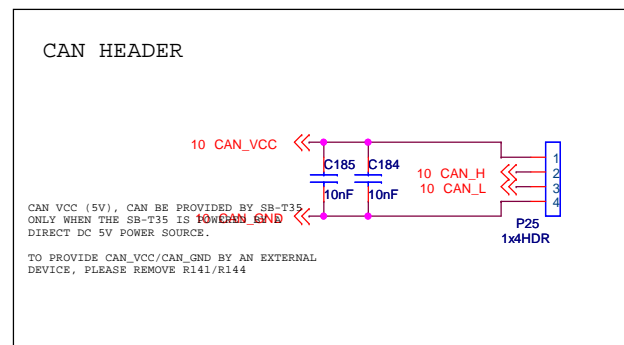 CAN HEADER
10 CAN_VCC
C185 C184
10nF 10nF
1
10 CAN_H 2
10 CAN_L 3
4
CAN VCC (5V), CAN BE PROVIDED BY SB-T35
ONLY WHEN THE SB-T35 IS POWERED BY A
10 CAN_GND
DIRECT DC 5V POWER SOURCE.
P25
1x4HDR
TO PROVIDE CAN_VCC/CAN_GND BY AN EXTERNAL
DEVICE, PLEASE REMOVE R141/R144